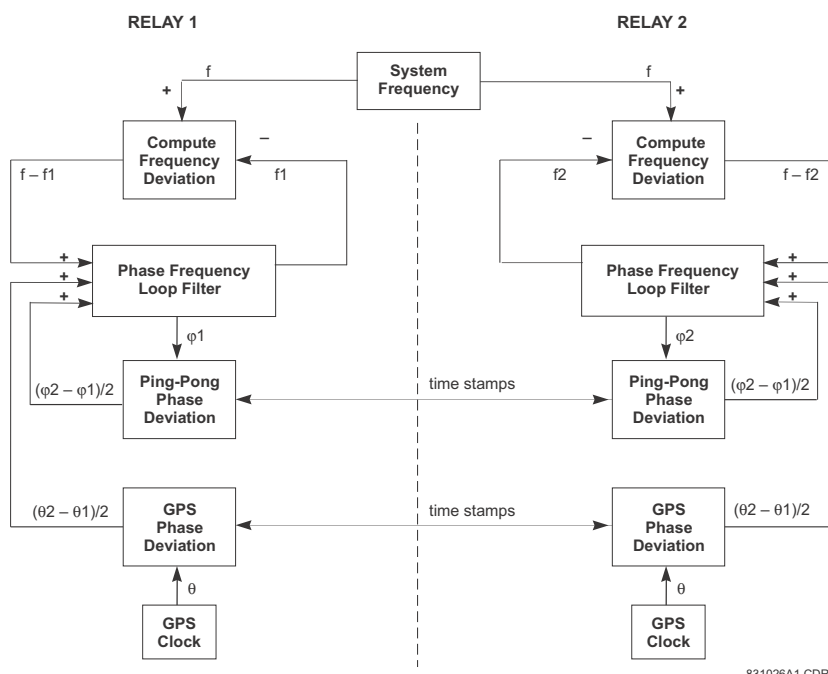 RELAY 1
RELAY 2
System
Frequency
f
f
+
+
Compute
Frequency
Deviation
–
f – f1
f1
Compute
Frequency
Deviation
–
f2
f – f2
Phase Frequency
Loop Filter
+
+
+
Phase Frequency
Loop Filter
+
+
+
φ1
φ2
Ping-Pong
Phase
Deviation
(φ2 – φ1)/2
time stamps
Ping-Pong
Phase
Deviation
(φ2 – φ1)/2
GPS
Phase
Deviation
(θ2 – θ1)/2
time stamps
GPS
Phase
Deviation
(θ2 – θ1)/2
θ
θ
GPS
Clock
GPS
Clock
831026A1.CDR